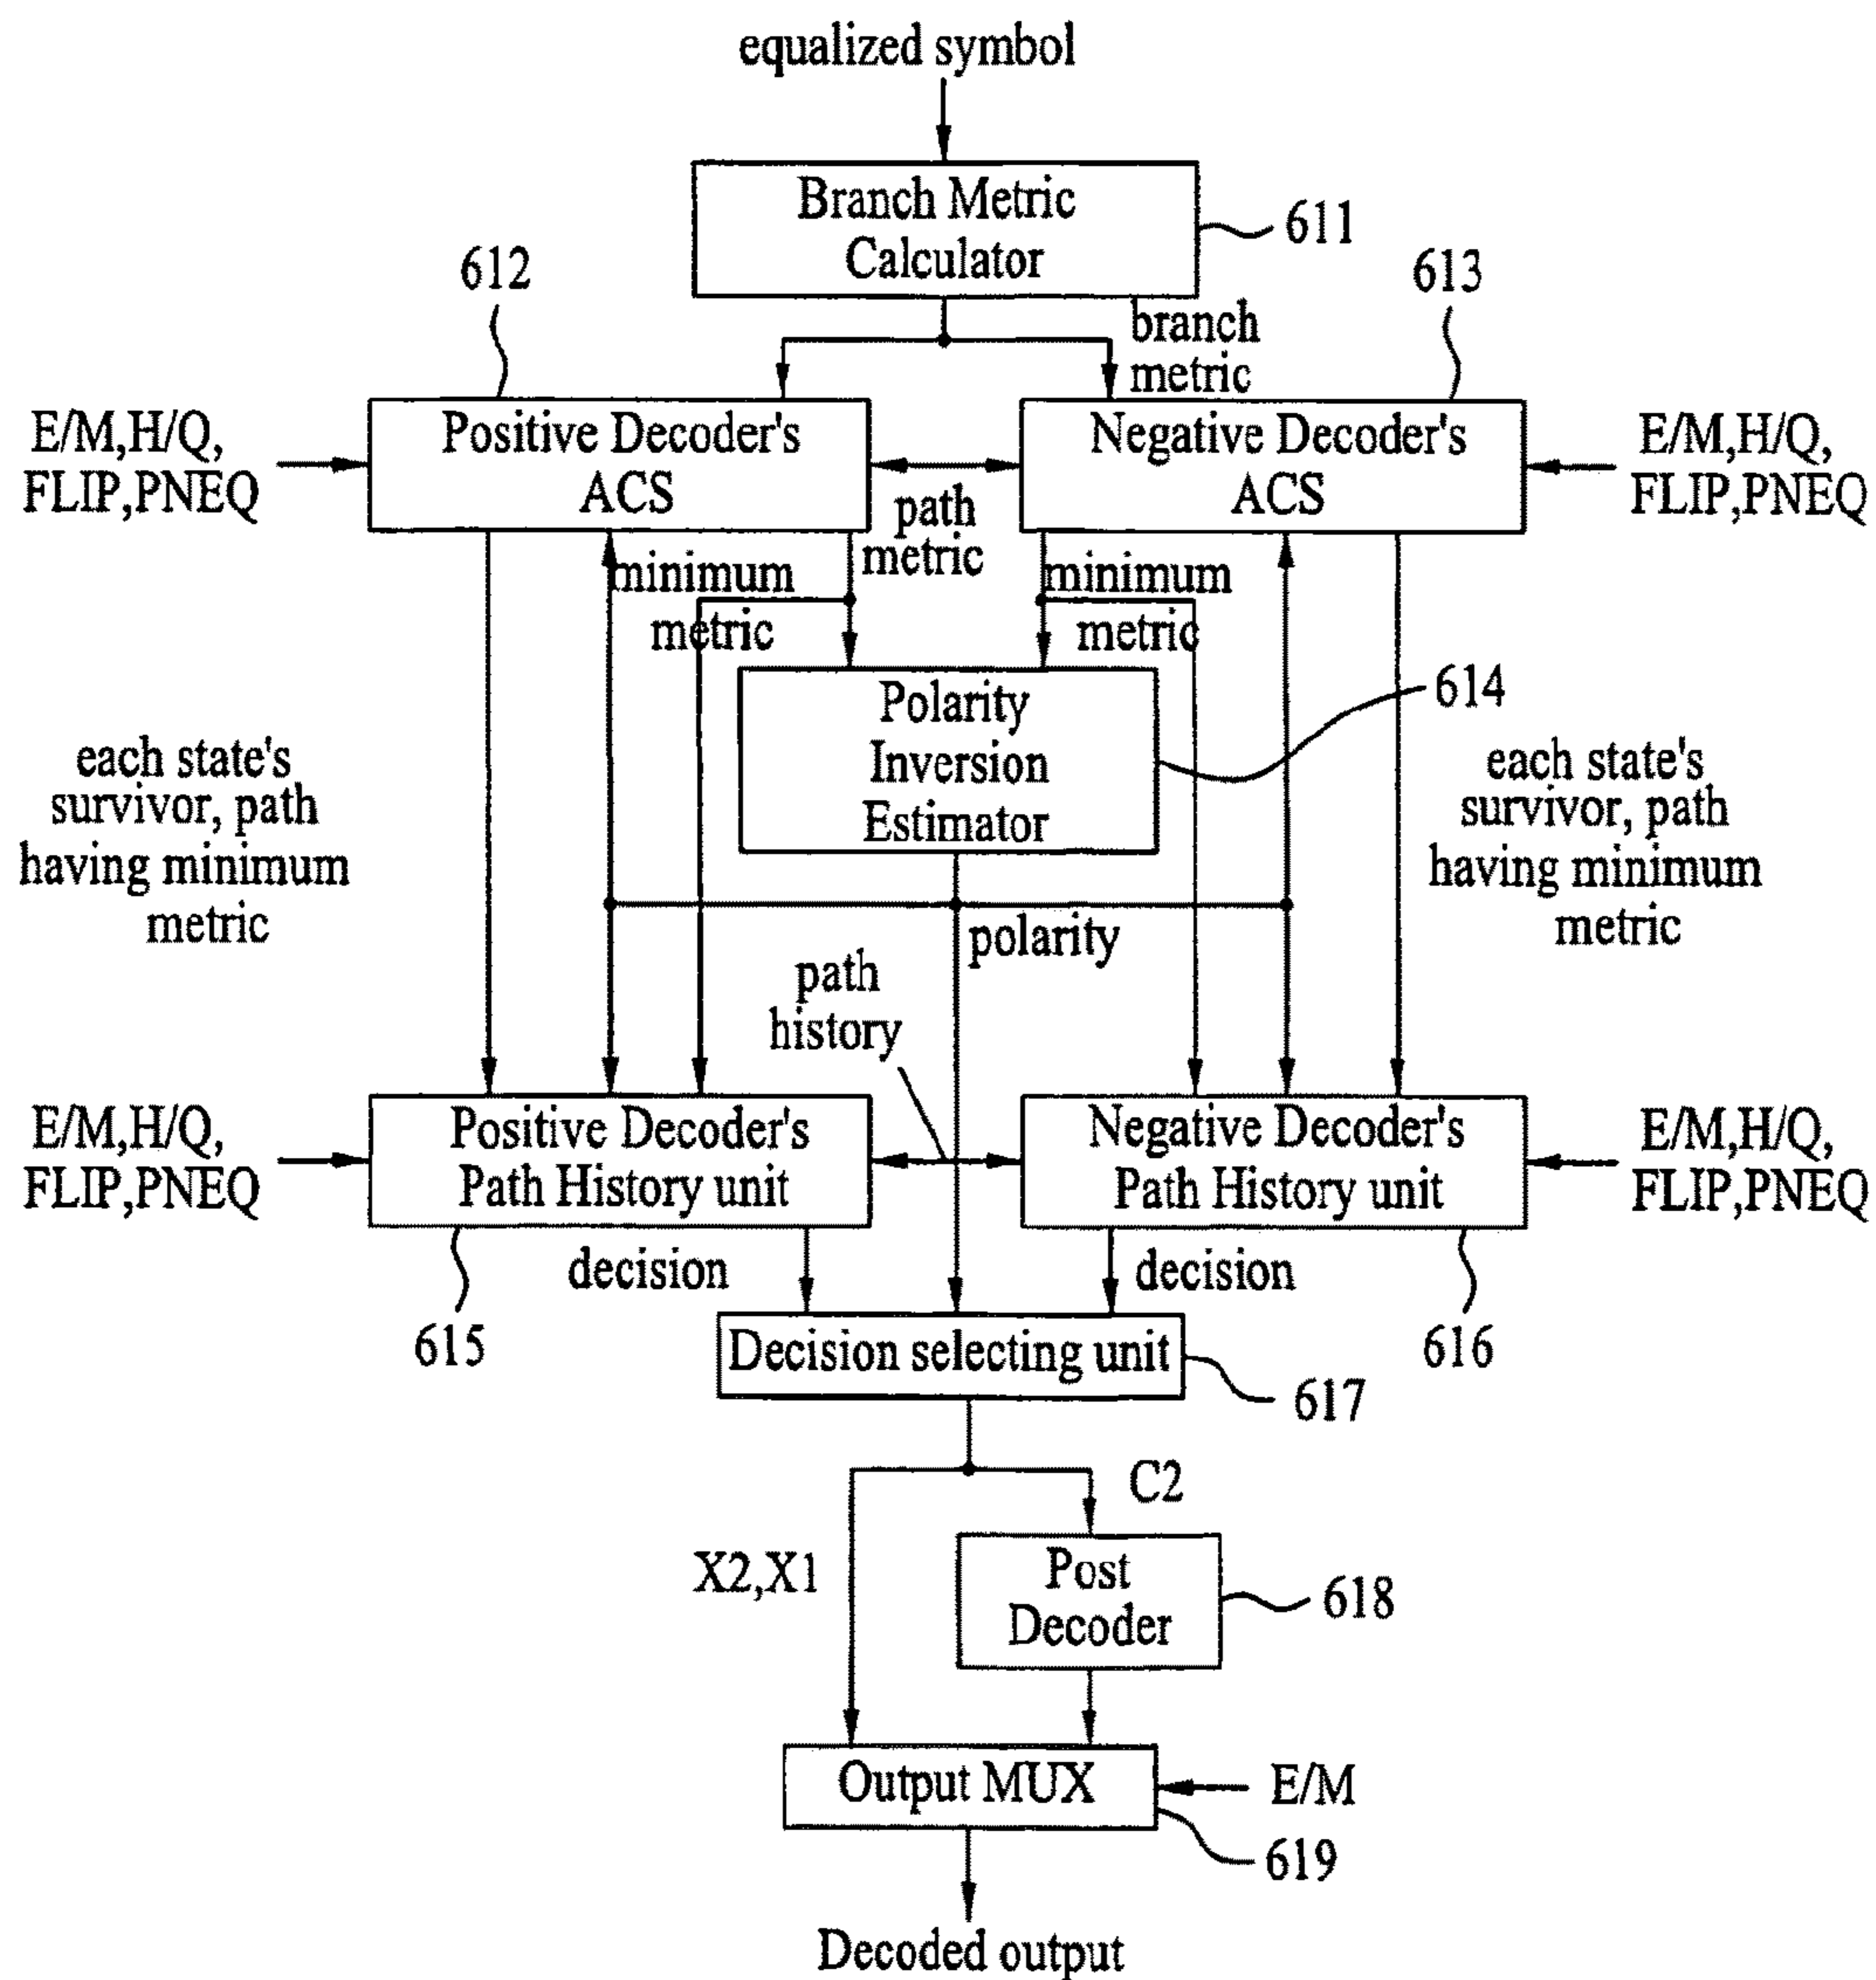 equalized symbol
Branch Metric
Calculator
611
612
613
branch
metric
E/M,H/Q,
FLIP,PNEQ
Positive Decoder's
ACS
Negative Decoder's
ACS
E/M,H/Q,
FLIP,PNEQ
path
metric
minimum
metric
minimum
metric
Polarity
Inversion
Estimator
614
each state's
survivor, path
having minimum
metric
each state's
survivor, path
having minimum
metric
polarity
path
history
E/M,H/Q,
FLIP,PNEQ
Positive Decoder's
Path History unit
Negative Decoder's
Path History unit
E/M,H/Q,
FLIP,PNEQ
decision
decision
615
616
Decision selecting unit
617
C2
X2,X1
Post
Decoder
618
Output MUX
E/M
619
Decoded output